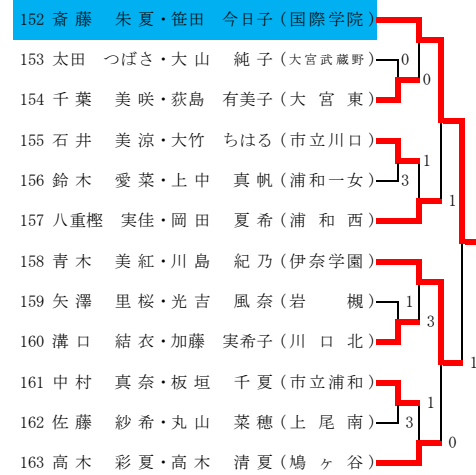 152 斎藤 朱夏・笹田 今日子(国際学院)
153 太田 つばさ・大山 純子(大宮武蔵野) 0
0
154 千葉 美咲・荻島 有美子(大宮東)
155 石井 美涼・大竹 ちはる(市立川口)
1
156 鈴木 愛菜・上中 真帆(浦和一女) 3
1
157 八重樫 実佳・岡田 夏希(浦和西)
158 青木 美紅・川島 紀乃(伊奈学園)
159 矢澤 里桜・光吉 風奈(岩槻) 1
3
160 溝口 結衣・加藤 実希子(川口北)
1
161 中村 真奈・板垣 千夏(市立浦和)
1
162 佐藤 紗希・丸山 菜穂(上尾南) 3
0
163 高木 彩夏・高木 清夏(鳩ヶ谷)